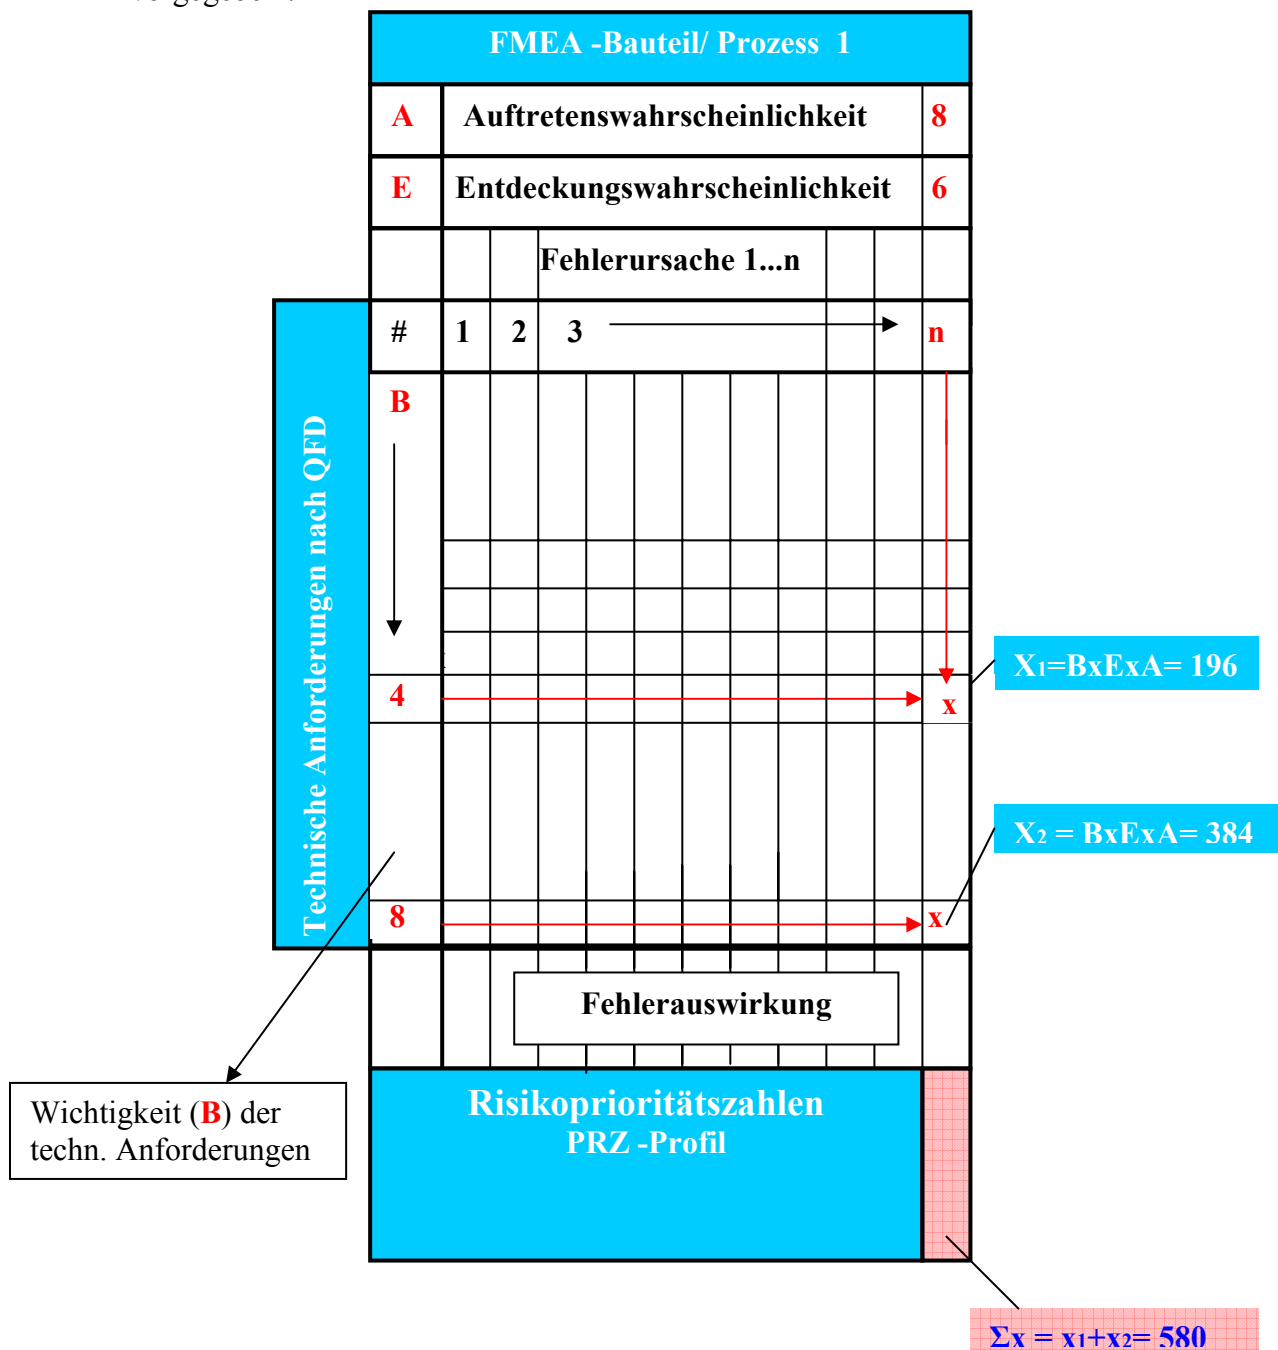 FMEA -Bauteil/ Prozess 1
A Auftretenswahrscheinlichkeit 8
E Entdeckungswahrscheinlichkeit 6
Fehlerursache 1...n
# 1 2 3 n
B
Technische Anforderungen nach QFD
X1=BxExA= 196
4 x
X2 = BxExA= 384
8 x
Fehlerauswirkung
Wichtigkeit (B) der
techn. Anforderungen
Risikoprioritätszahlen
PRZ -Profil
Σx = x1+x2= 580